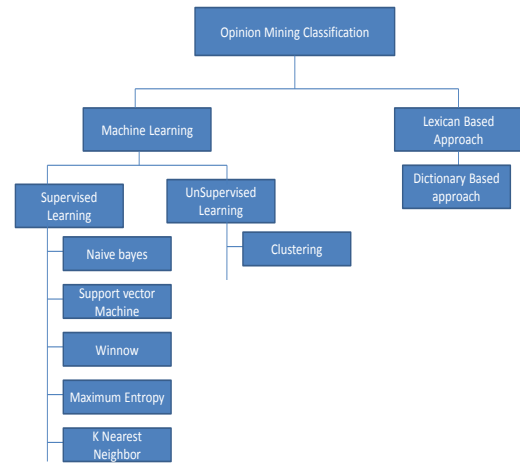 Opinion Mining Classification
Machine Learning
Lexican Based
Approach
Dictionary Based
approach
Supervised
Learning
UnSupervised
Learning
Naive bayes
Clustering
Support vector
Machine
Winnow
Maximum Entropy
K Nearest
Neighbor